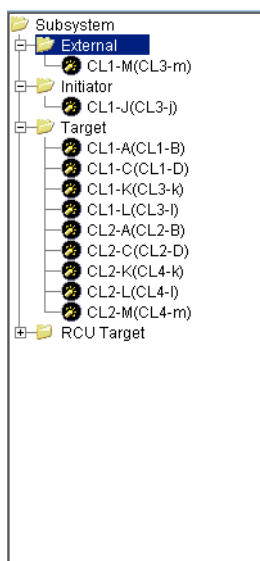 Subsystem
External
CL1-M(CL3-m)
Initiator
CL1-J(CL3-j)
Target
CL1-A(CL1-B)
CL1-C(CL1-D)
CL1-K(CL3-k)
CL1-L(CL3-l)
CL2-A(CL2-B)
CL2-C(CL2-D)
CL2-K(CL4-k)
CL2-L(CL4-l)
CL2-M(CL4-m)
RCU Target